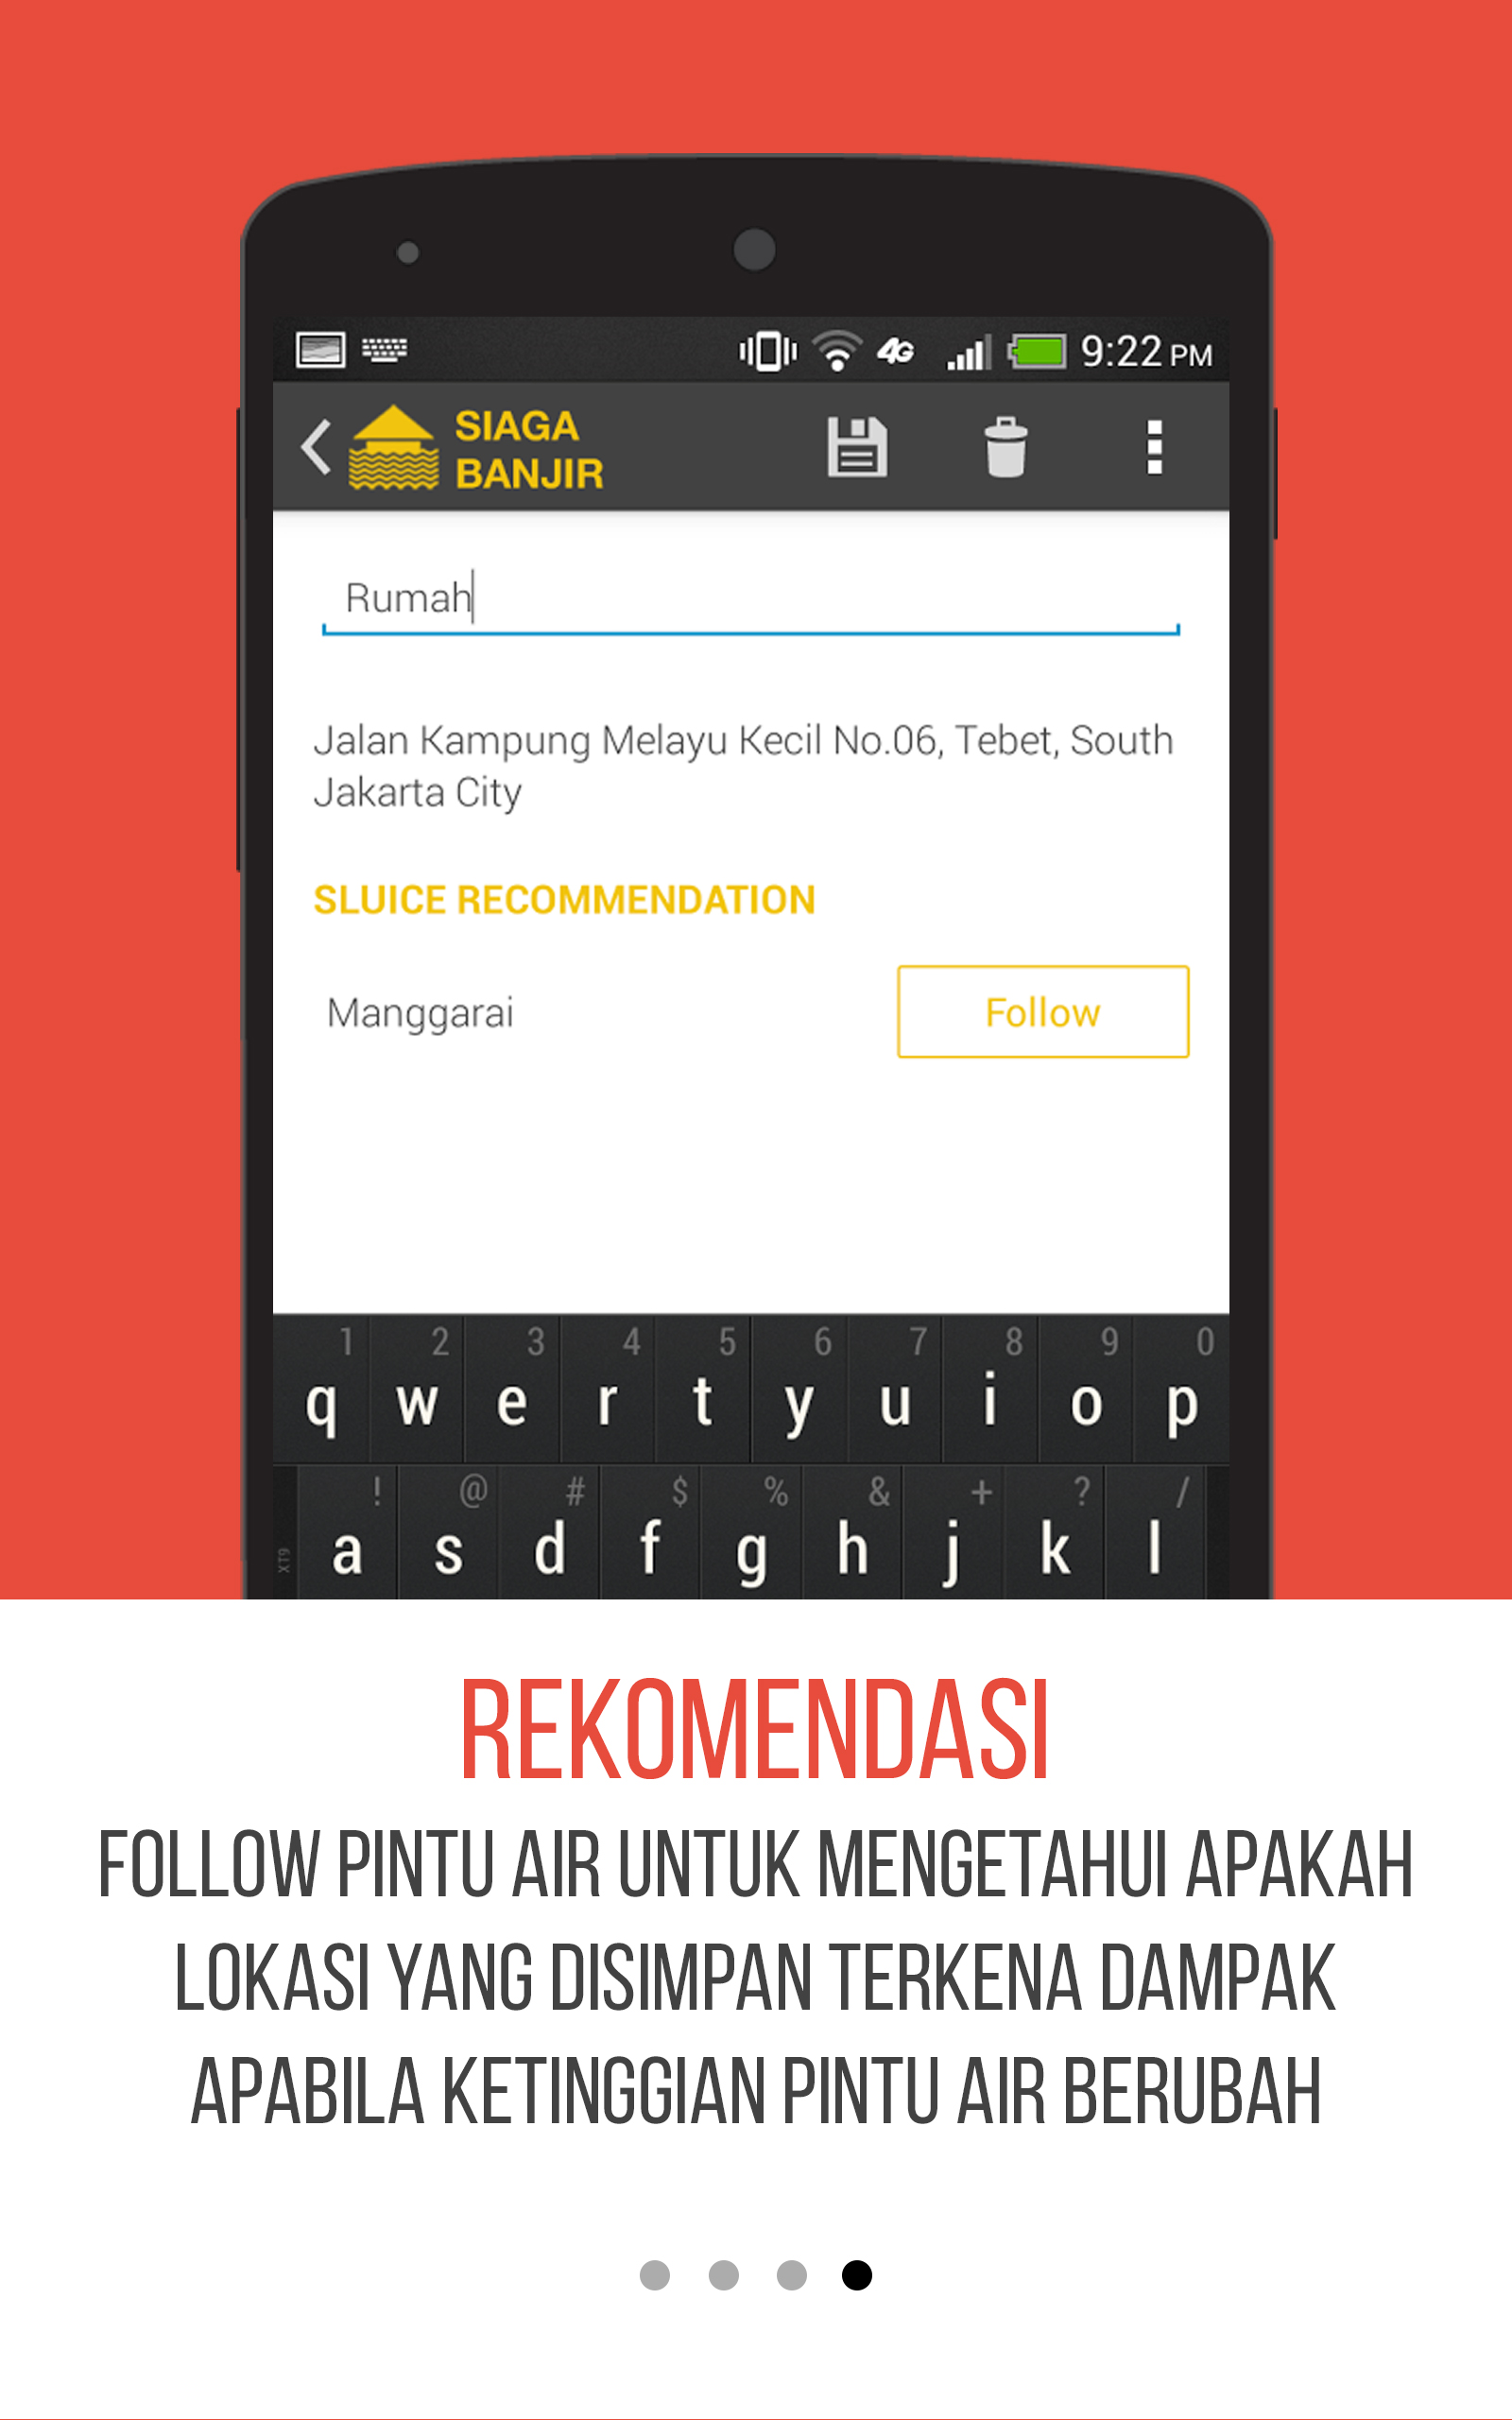 4G 9:22 PM
SIAGA
BANJIR
Rumah
Jalan Kampung Melayu Kecil No.06, Tebet, South
Jakarta City
SLUICE RECOMMENDATION
Manggarai Follow
1 2 3 4 5 6 7 8 9 0
q w e r t y u i o p
! @ # $ % & + ? /
XT9 a s d f g h j k l
REKOMENDASI
FOLLOW PINTU AIR UNTUK MENGETAHUI APAKAH
LOKASI YANG DISIMPAN TERKENA DAMPAK
APABILA KETINGGIAN PINTU AIR BERUBAH